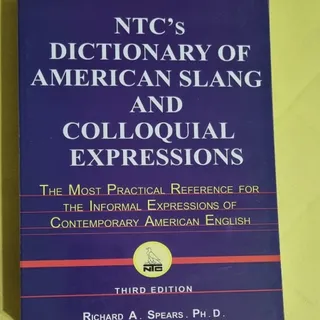 NTC's
DICTIONARY OF
AMERICAN SLANG
AND
COLLOQUIAL
EXPRESSIONS
THE MOST PRACTICAL REFERENCE FOR
THE INFORMAL EXPRESSIONS OF
CONTEMPORARY AMERICAN ENGLISH
NTC
THIRD EDITION
RICHARD A. SPEARS, PH.D.